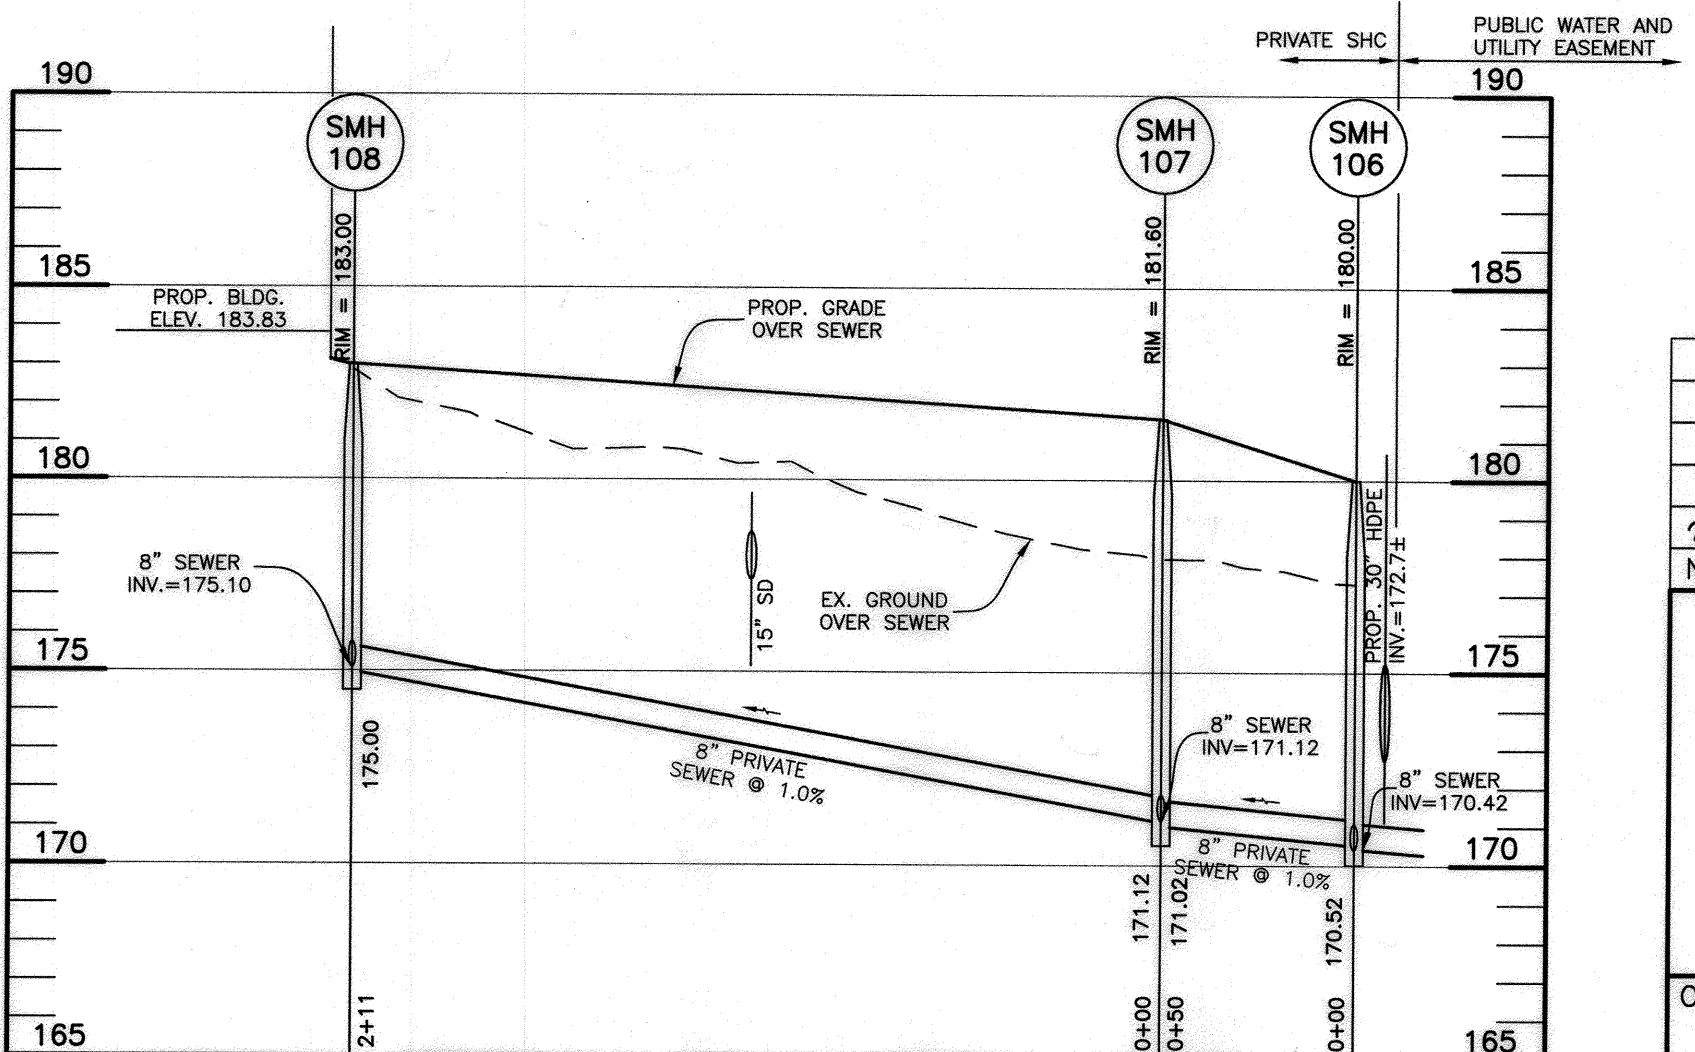 PRIVATE SHC
PUBLIC WATER AND
UTILITY EASEMENT
190
190
SMH
108
SMH
107
SMH
106
RIM = 183.00
RIM = 181.60
RIM = 180.00
185
185
PROP. BLDG.
ELEV. 183.83
PROP. GRADE
OVER SEWER
180
180
PROP. 30" HDPE
INV.=172.7±
8" SEWER
INV.=175.10
15" SD
EX. GROUND
OVER SEWER
175
175
175.00
8" PRIVATE
SEWER @ 1.0%
8" SEWER
INV=171.12
8" SEWER
INV=170.42
170
170
8" PRIVATE
SEWER @ 1.0%
171.12
171.02
170.52
2+11
0+00
0+50
0+00
165
165